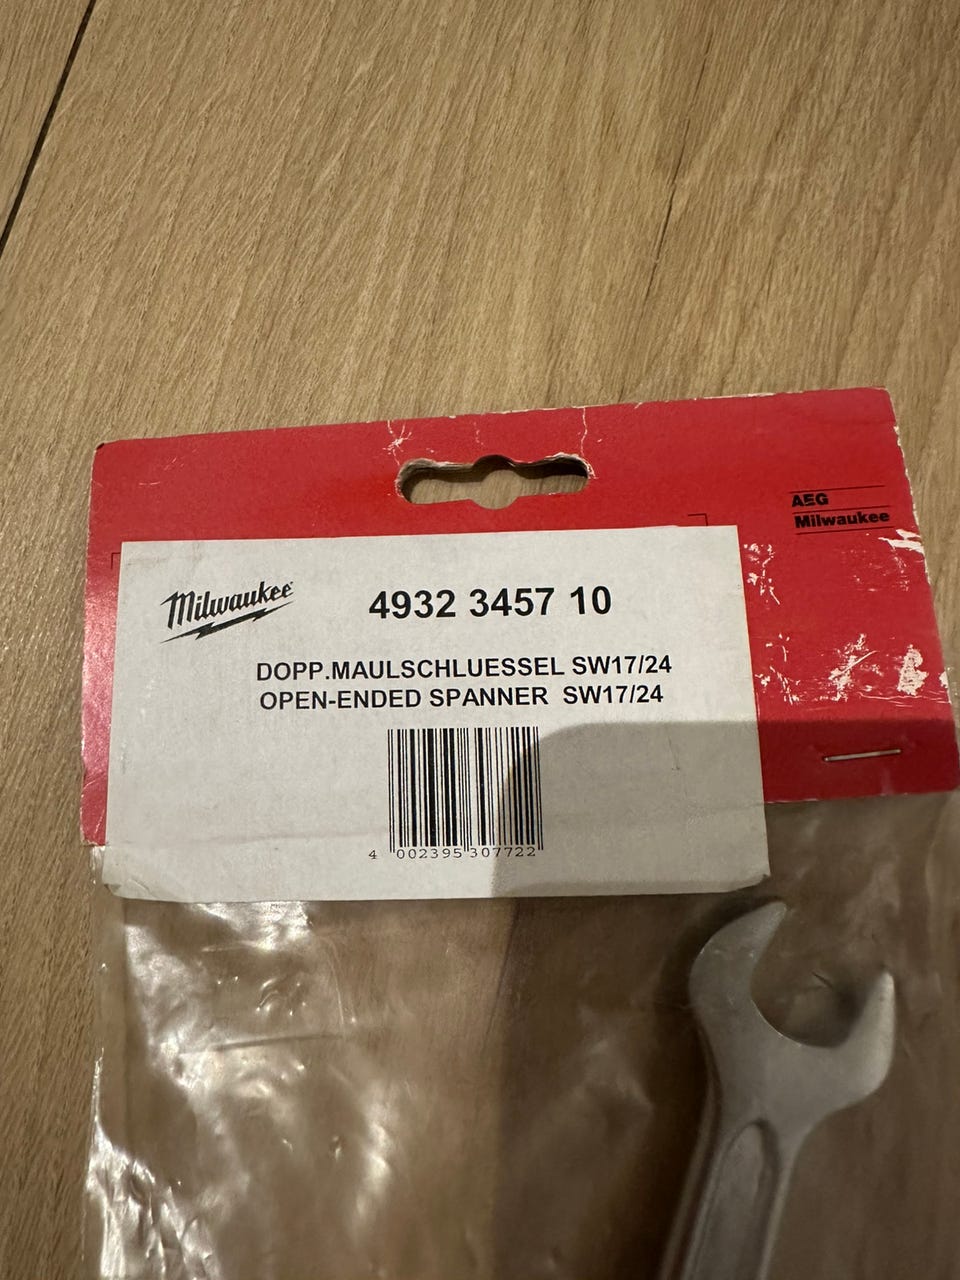 AEG
Milwaukee
Milwaukee
4932 3457 10
DOPP.MAULSCHLUESSEL SW17/24
OPEN-ENDED SPANNER SW17/24
4 002395 307722